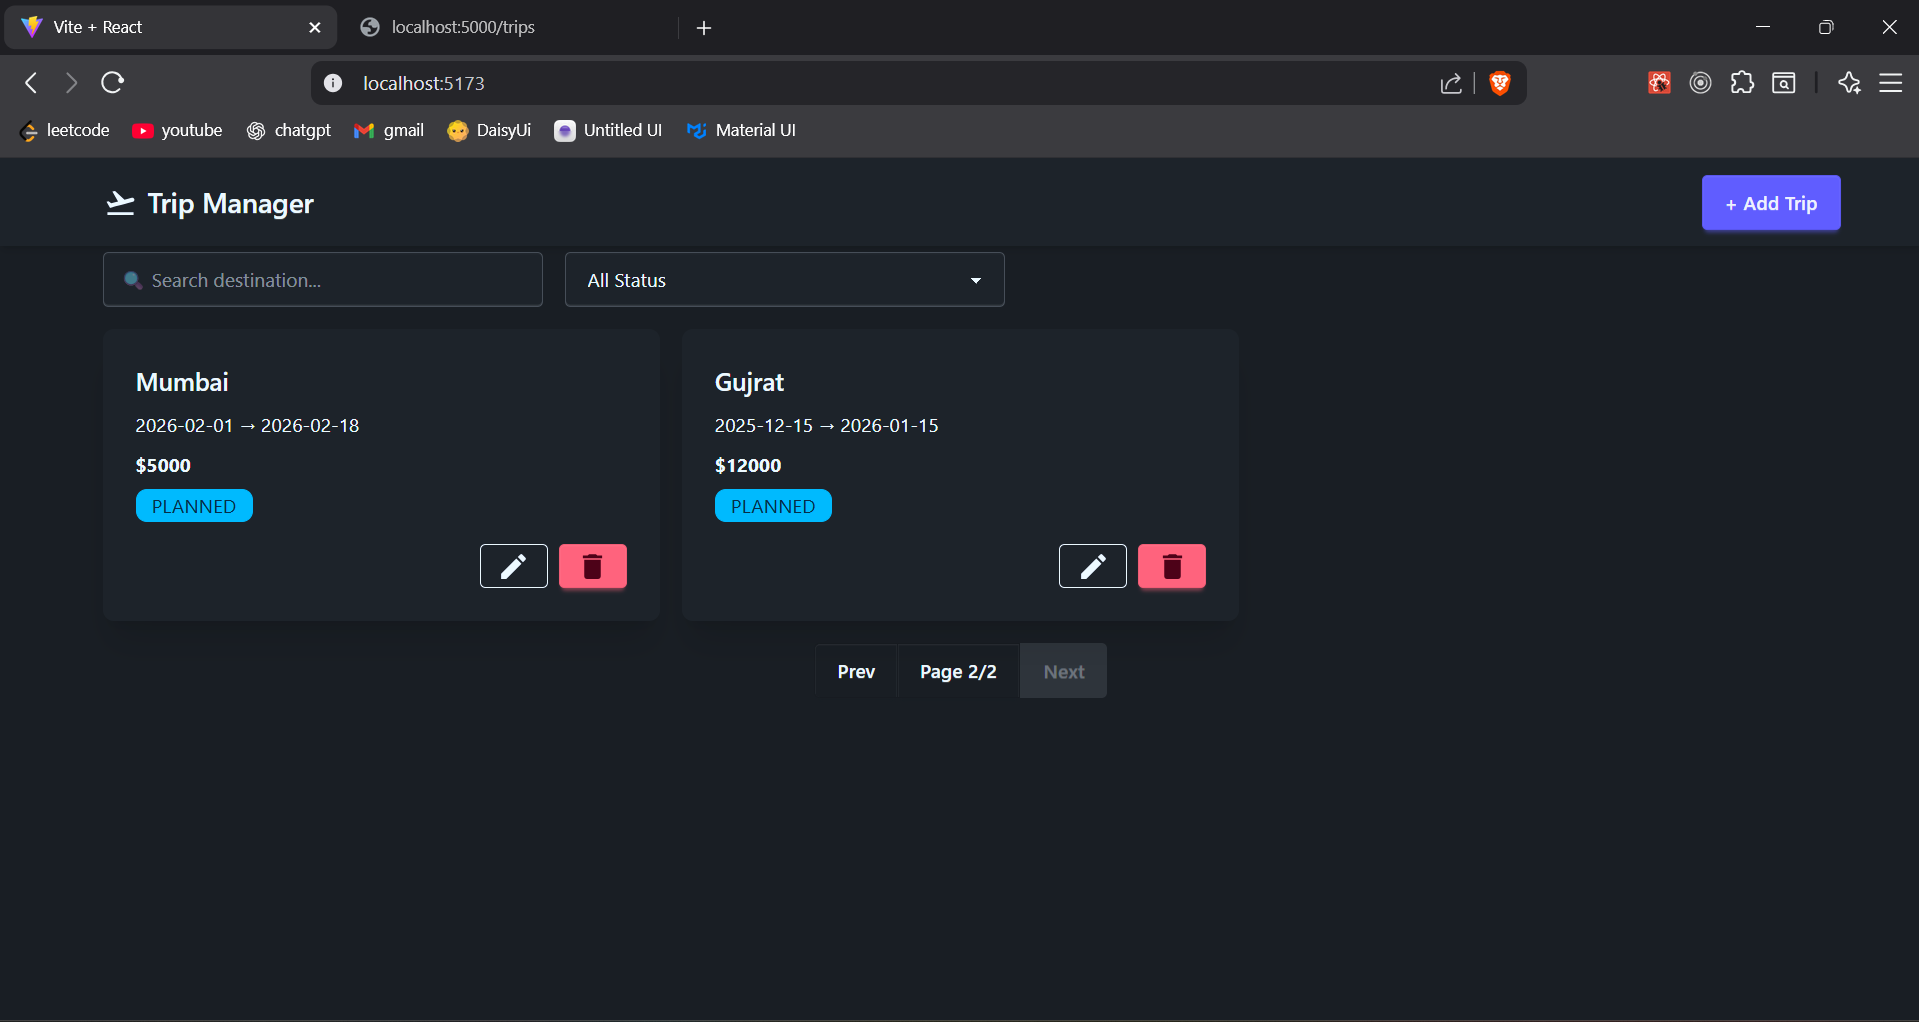 Vite + React
localhost:5000/trips
localhost:5173
leetcode youtube chatgpt gmail DaisyUi Untitled UI Material UI
Trip Manager
+ Add Trip
Search destination...
All Status
Mumbai
2026-02-01 → 2026-02-18
$5000
PLANNED
Gujrat
2025-12-15 → 2026-01-15
$12000
PLANNED
Prev Page 2/2 Next